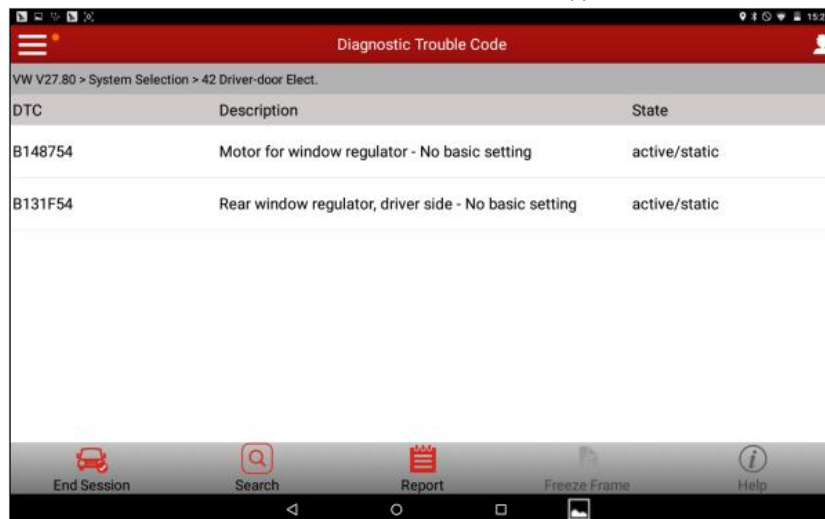 15:2
Diagnostic Trouble Code
VW V27.80 > System Selection > 42 Driver-door Elect.
DTC Description State
B148754 Motor for window regulator - No basic setting active/static
B131F54 Rear window regulator, driver side - No basic setting active/static
End Session Search Report Freeze Frame Help